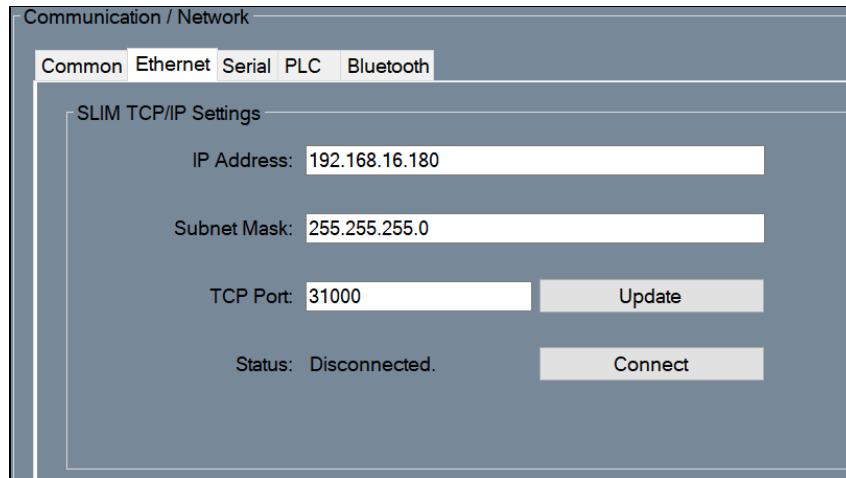 Communication / Network
Common Ethernet Serial PLC Bluetooth
SLIM TCP/IP Settings
IP Address: 192.168.16.180
Subnet Mask: 255.255.255.0
TCP Port: 31000 Update
Status: Disconnected. Connect